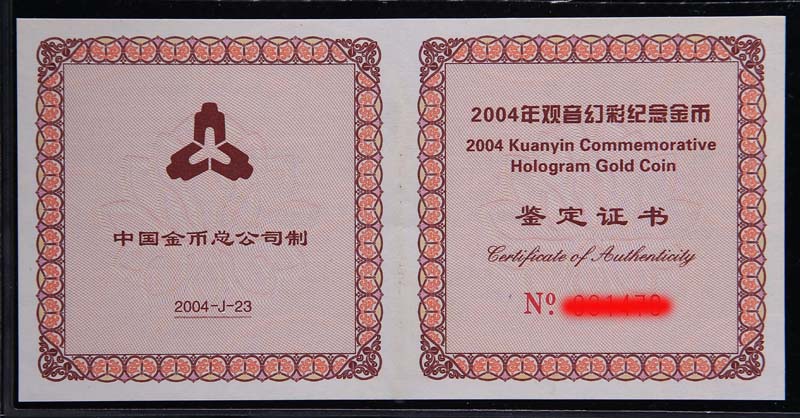 中国金币总公司制
2004-J-23
2004年观音幻彩纪念金币
2004 Kuanyin Commemorative
Hologram Gold Coin
鉴定证书
Certificate of Authenticity
Nº